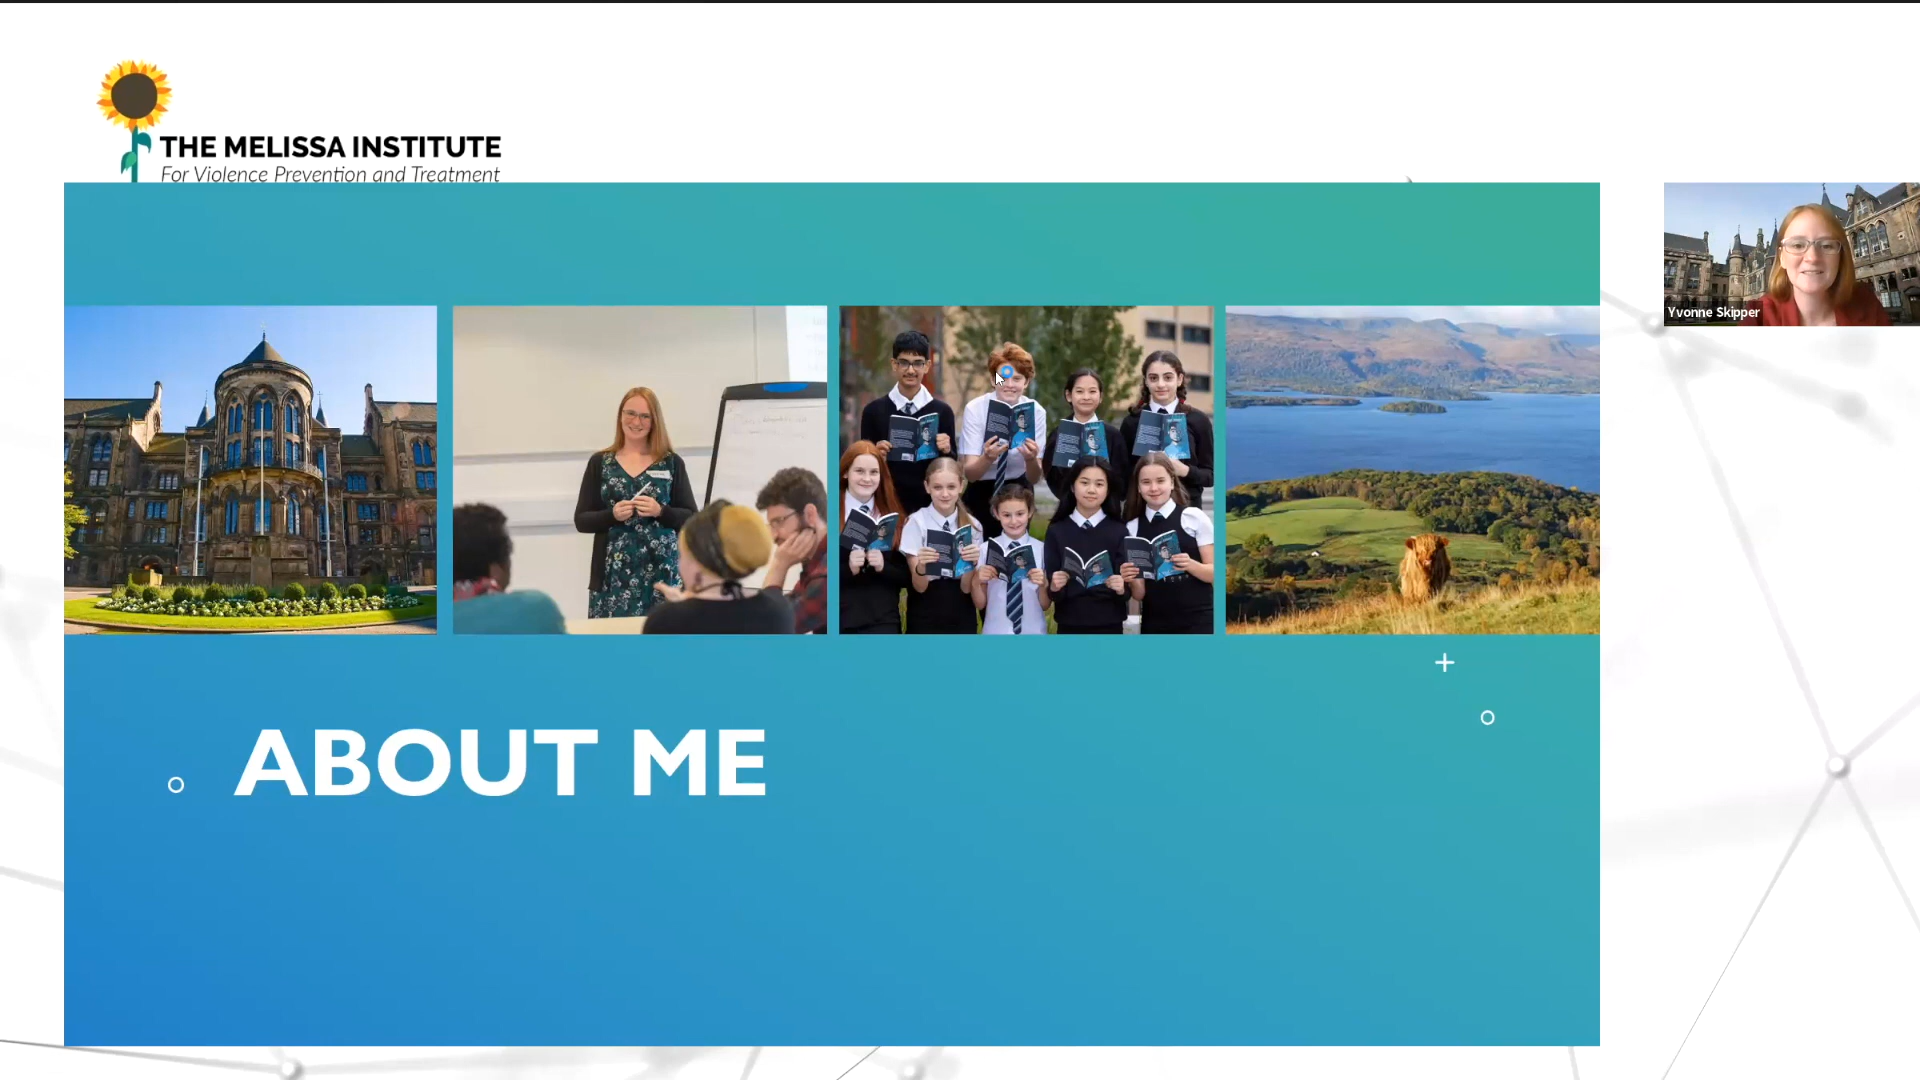 THE MELISSA INSTITUTE
For Violence Prevention and Treatment
Yvonne Skipper
ABOUT ME